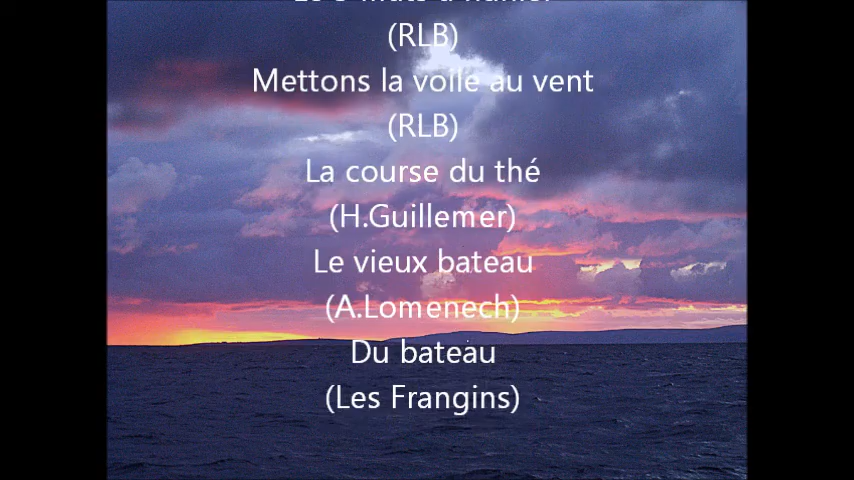 (RLB)
Mettons la voile au vent
(RLB)
La course du thé
(H.Guillemer)
Le vieux bateau
(A.Lomenech)
Du bateau
(Les Frangins)